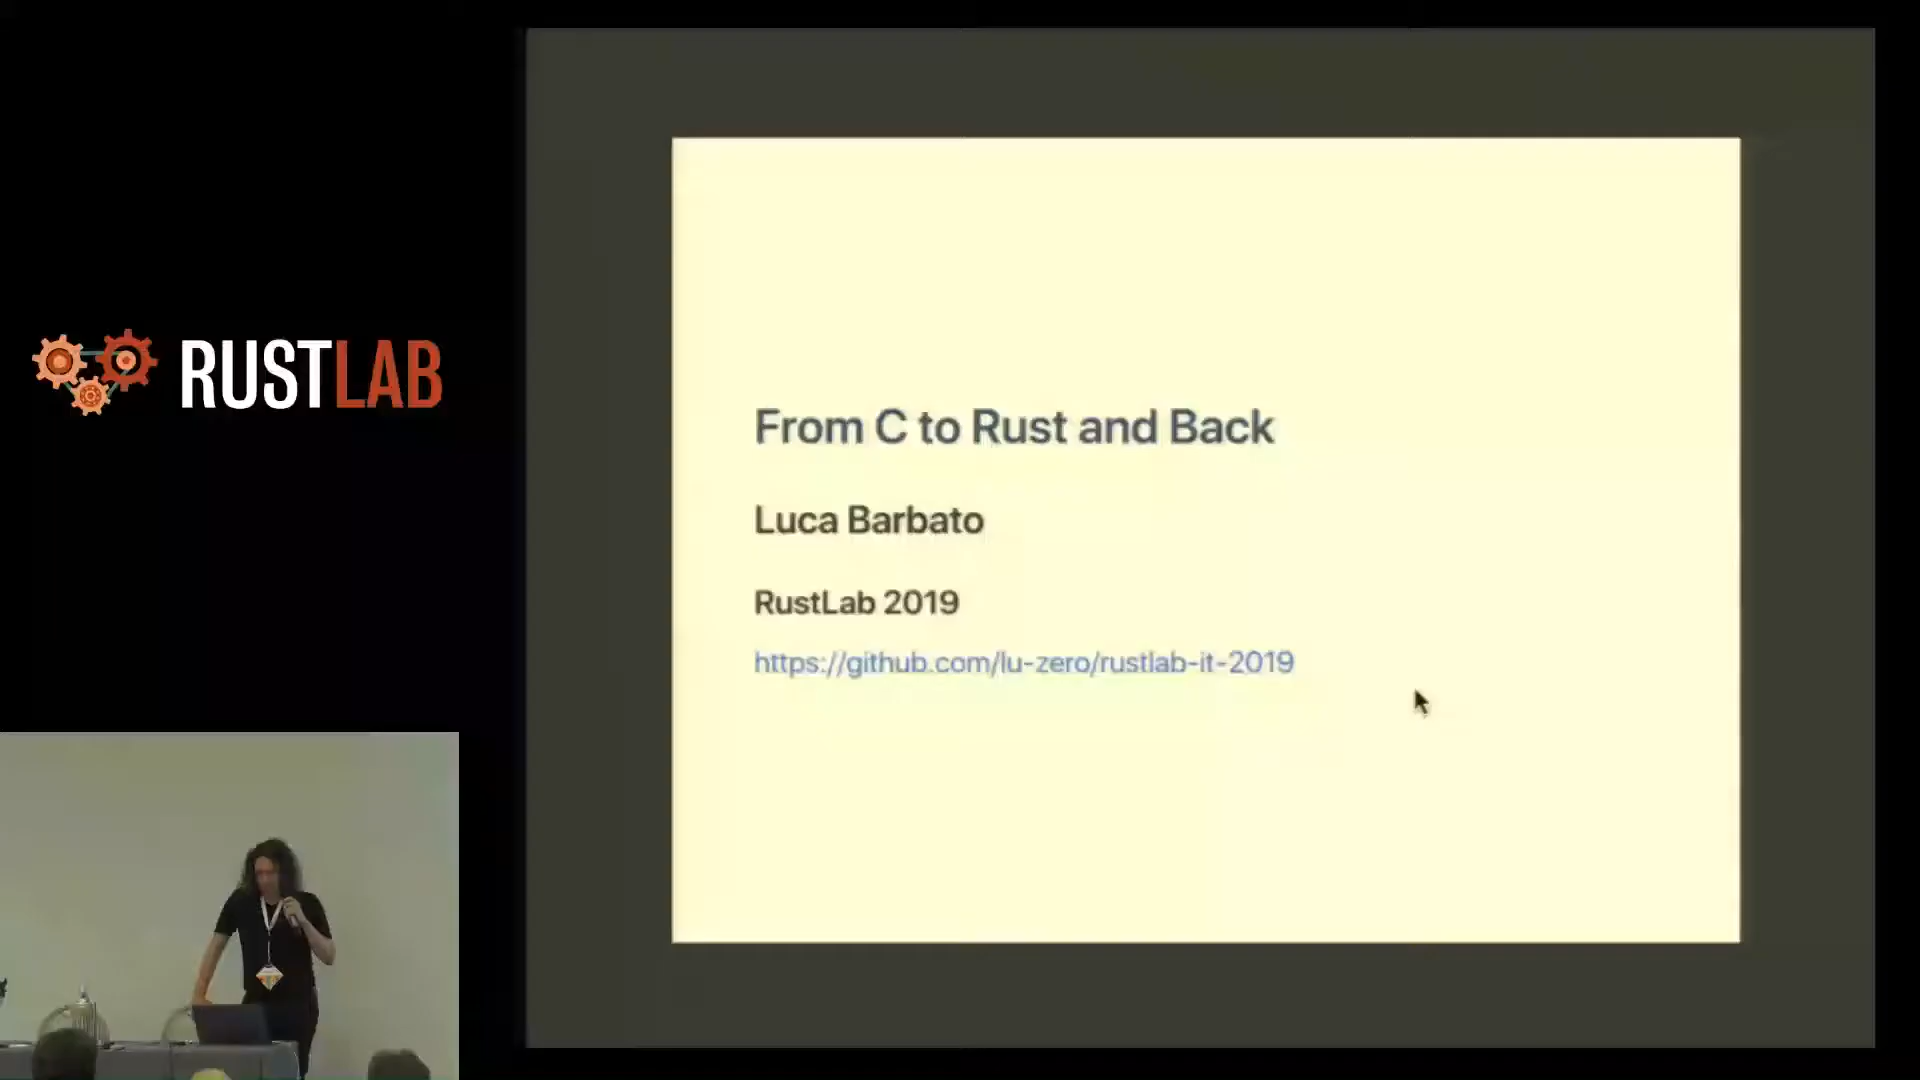 RUSTLAB
From C to Rust and Back
Luca Barbato
RustLab 2019
https://github.com/lu-zero/rustlab-it-2019